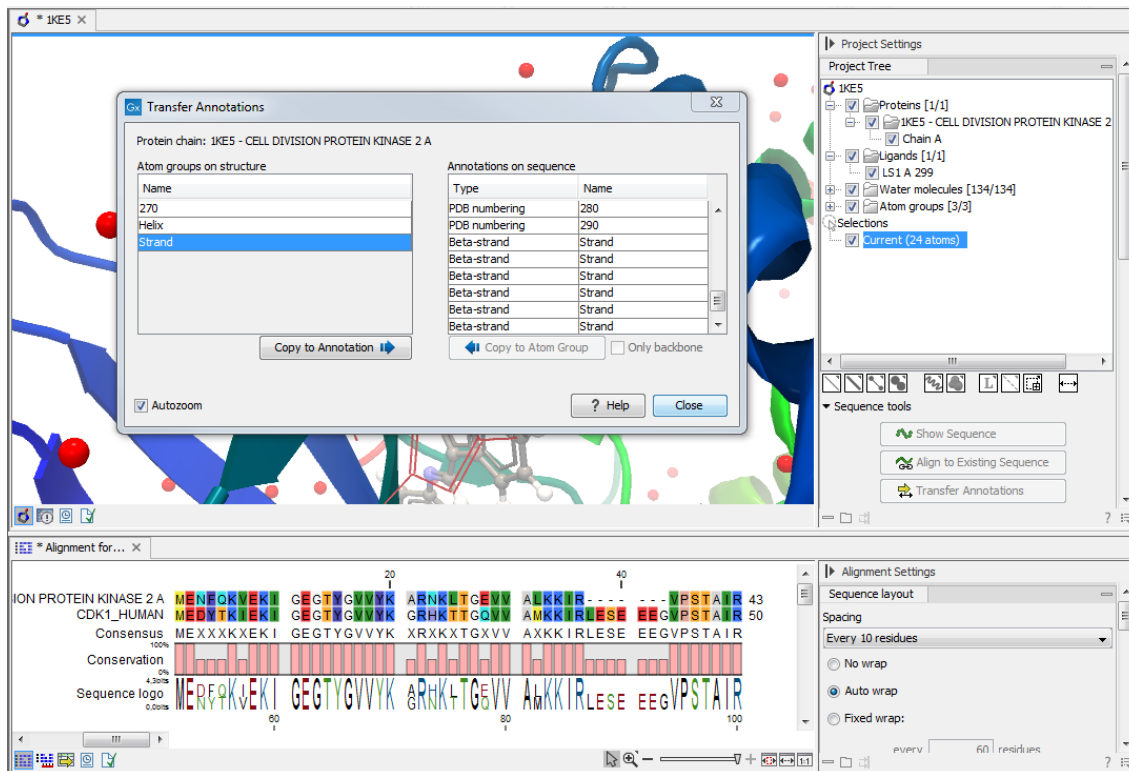 * 1KE5
Gx Transfer Annotations
Protein chain: 1KE5 - CELL DIVISION PROTEIN KINASE 2 A
Atom groups on structure
Name
270
Helix
Strand
Copy to Annotation
Annotations on sequence
Type Name
PDB numbering 280
PDB numbering 290
Beta-strand Strand
Beta-strand Strand
Beta-strand Strand
Beta-strand Strand
Beta-strand Strand
Beta-strand Strand
Copy to Atom Group Only backbone
Autozoom ? Help Close
Project Settings
Project Tree
1KE5
Proteins [1/1]
1KE5 - CELL DIVISION PROTEIN KINASE 2
Chain A
Ligands [1/1]
LS1 A 299
Water molecules [134/134]
Atom groups [3/3]
Selections
Current (24 atoms)
L
Sequence tools
Show Sequence
Align to Existing Sequence
Transfer Annotations
?
* Alignment for...
20 40
ION PROTEIN KINASE 2 A MENFQKVEKI GEGTYGVVYK ARNKLTGEVV ALKKIR---- ---VPSTAIR 43
CDK1_HUMAN MEDYTKIEKI GEGTYGVVYK GRHKTTGQVV AMKKIRLESE EEGVPSTAIR 50
Consensus MEXXXKXEKI GEGTYGVVYK XRXKXTGXVV AXKKIRLESE EEGVPSTAIR
100%
Conservation
0%
4,3bits
Sequence logo
0,0bits
60 80 100
1:1
Alignment Settings
Sequence layout
Spacing
Every 10 residues
No wrap
Auto wrap
Fixed wrap:
every 60 residues
?